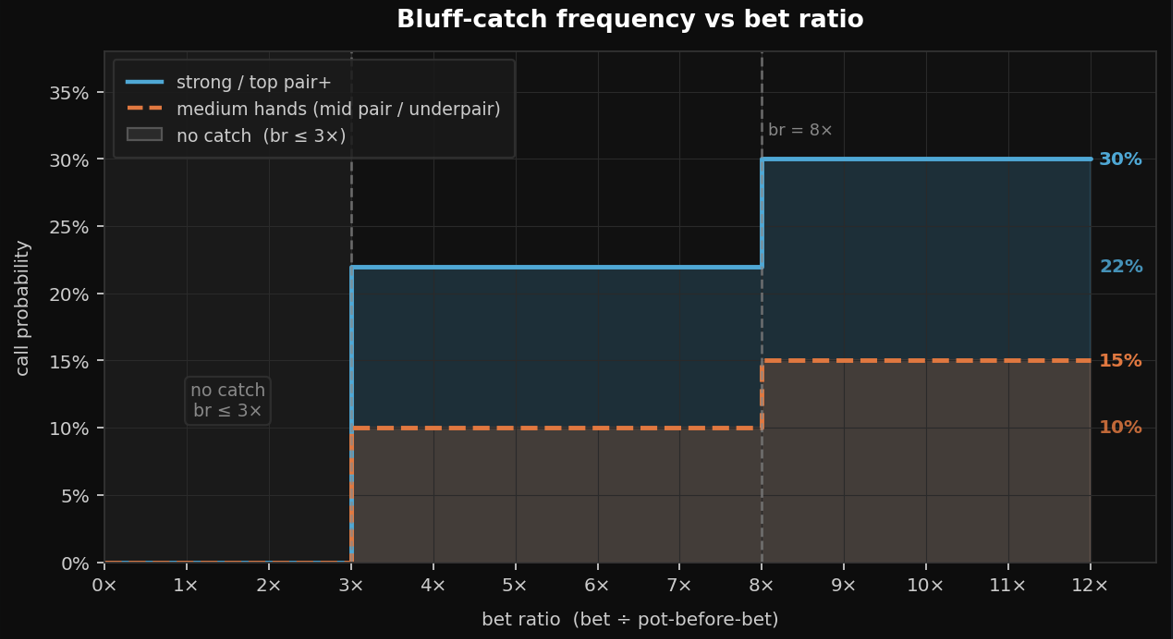 Bluff-catch frequency vs bet ratio
strong / top pair+
medium hands (mid pair / underpair)
no catch  (br ≤ 3×)
br = 8×
no catch
br ≤ 3×
30%
22%
15%
10%
call probability
35%
30%
25%
20%
15%
10%
5%
0%
0× 1× 2× 3× 4× 5× 6× 7× 8× 9× 10× 11× 12×
bet ratio  (bet ÷ pot-before-bet)